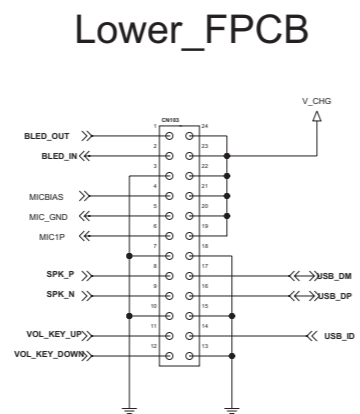 Lower_FPCB
V_CHG
CN103
1 24
BLED_OUT
2 23
BLED_IN
3 22
4 21
MICBIAS
5 20
MIC_GND
6 19
MIC1P
7 18
8 17
SPK_P USB_DM
9 16
SPK_N USB_DP
10 15
11 14
VOL_KEY_UP USB_ID
12 13
VOL_KEY_DOWN